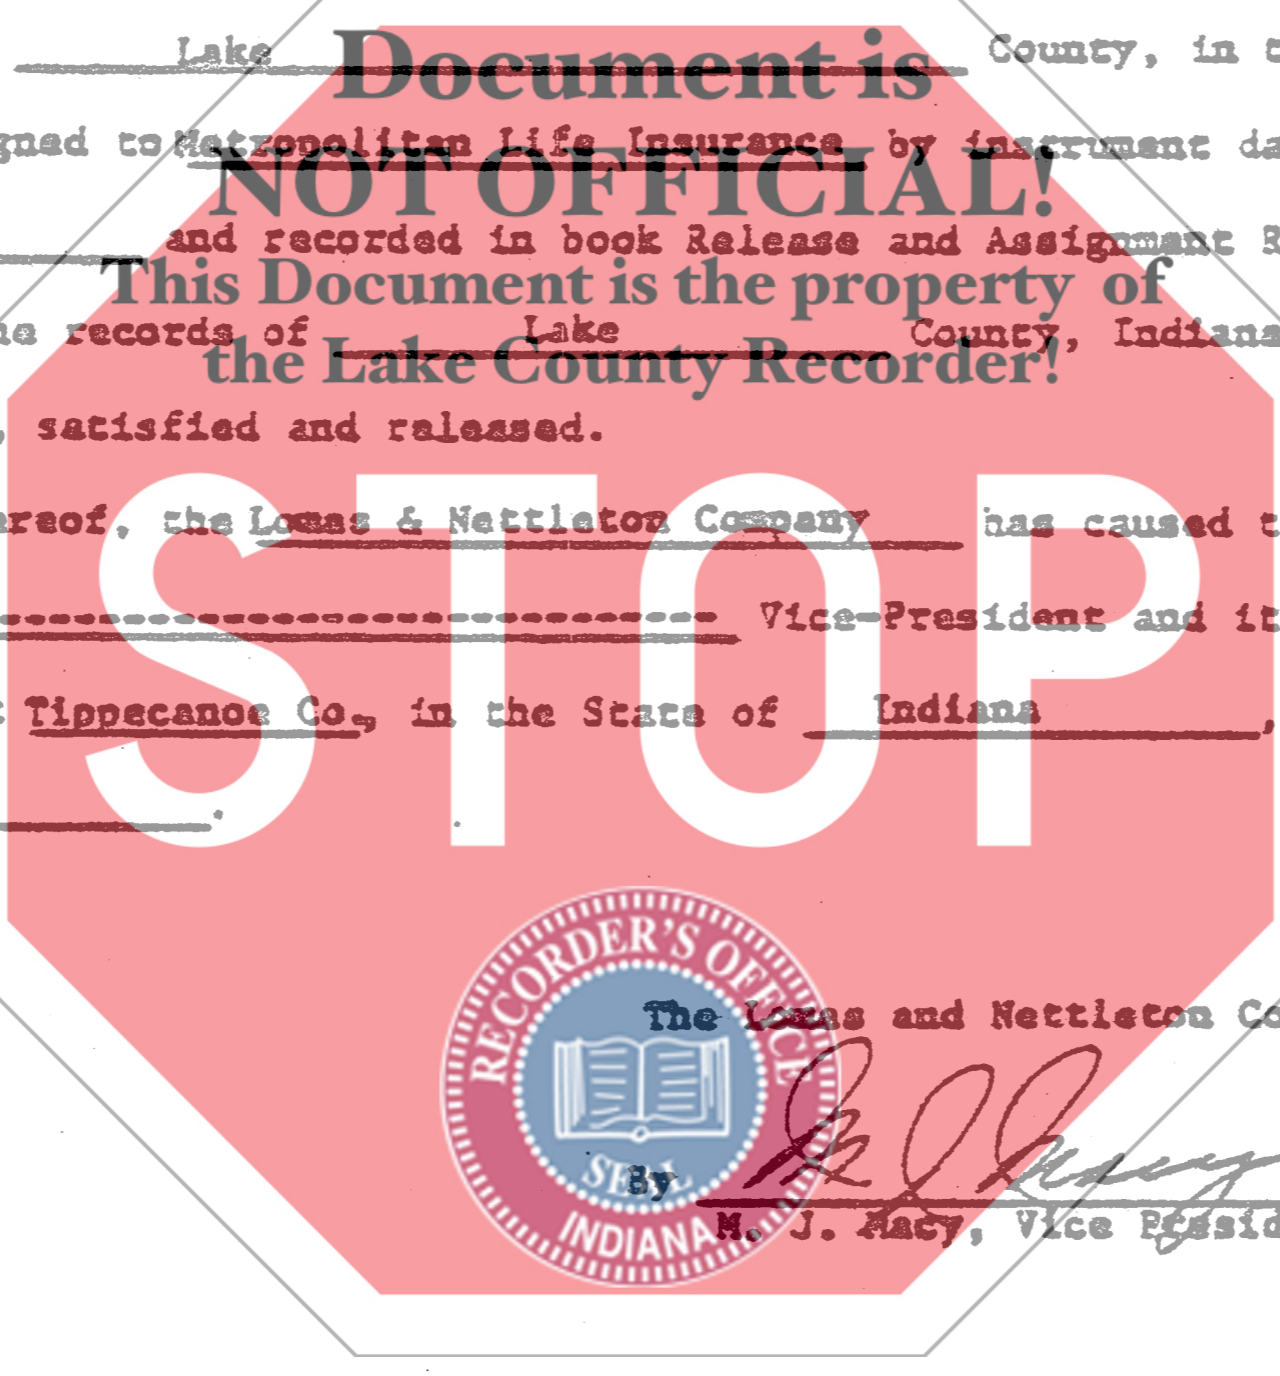 Document is
Lake County, in t
gned to Metropolitan Life Insurance by instrument da
NOT OFFICIAL!
and recorded in book Release and Assignment R
This Document is the property of
records of Lake County, Indiana
the Lake County Recorder!
, satisfied and released.
STOP
ereof, the Lomas & Nettleton Company has caused t
Vice-President and it
Tippecanoe Co., in the State of Indiana,
RECORDER'S OFFICE
The Lomas and Nettleton Co
SEAL
By
INDIANA
M. J. Macy, Vice Presid